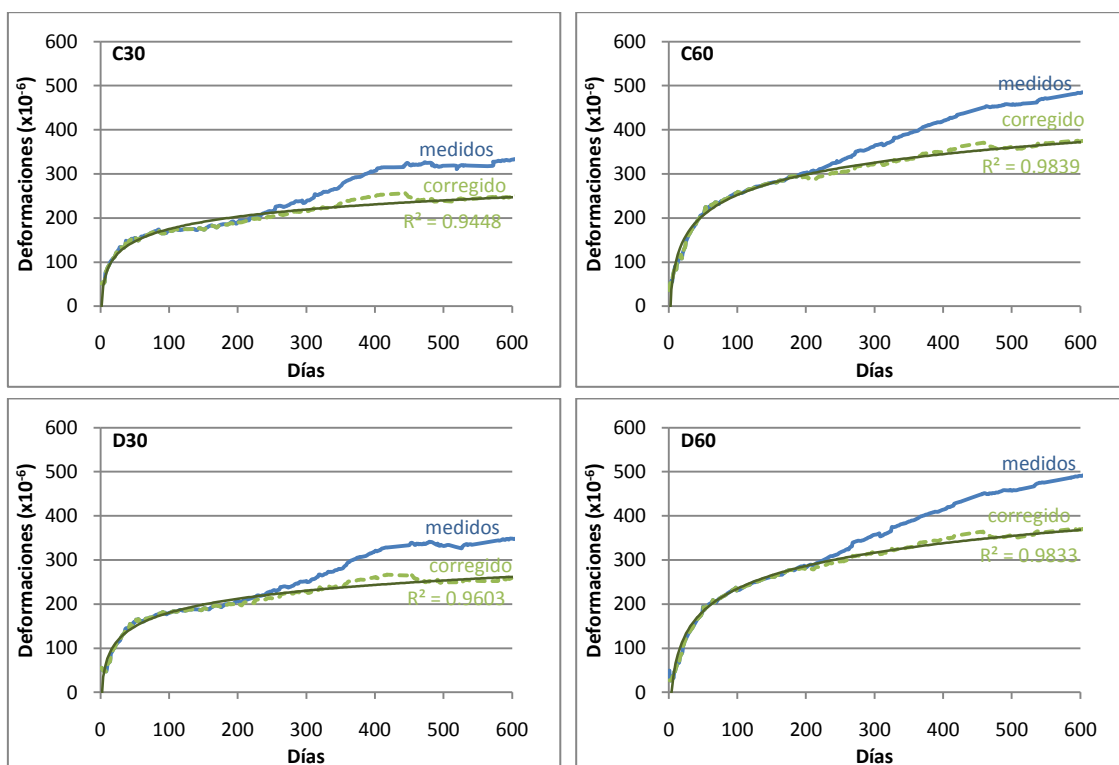 C30
Deformaciones (x10⁻⁶)
600
500
400
300
200
100
0
medidos
corregido
R² = 0.9448
0 100 200 300 400 500 600
Días
C60
Deformaciones (x10⁻⁶)
600
500
400
300
200
100
0
medidos
corregido
R² = 0.9839
0 100 200 300 400 500 600
Días
D30
Deformaciones (x10⁻⁶)
600
500
400
300
200
100
0
medidos
corregido
R² = 0.9603
0 100 200 300 400 500 600
Días
D60
Deformaciones (x10⁻⁶)
600
500
400
300
200
100
0
medidos
corregido
R² = 0.9833
0 100 200 300 400 500 600
Días